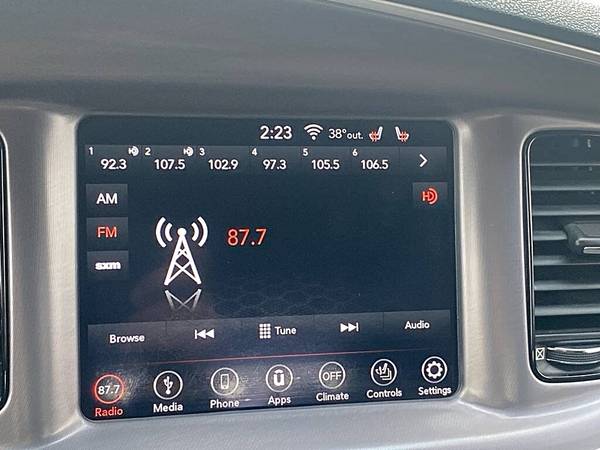 2:23 38°out.
1 2 3 4 5 6
92.3 107.5 102.9 97.3 105.5 106.5
AM
HD
FM
87.7
sxm
Browse Tune Audio
87.7 OFF
Radio Media Phone Apps Climate Controls Settings